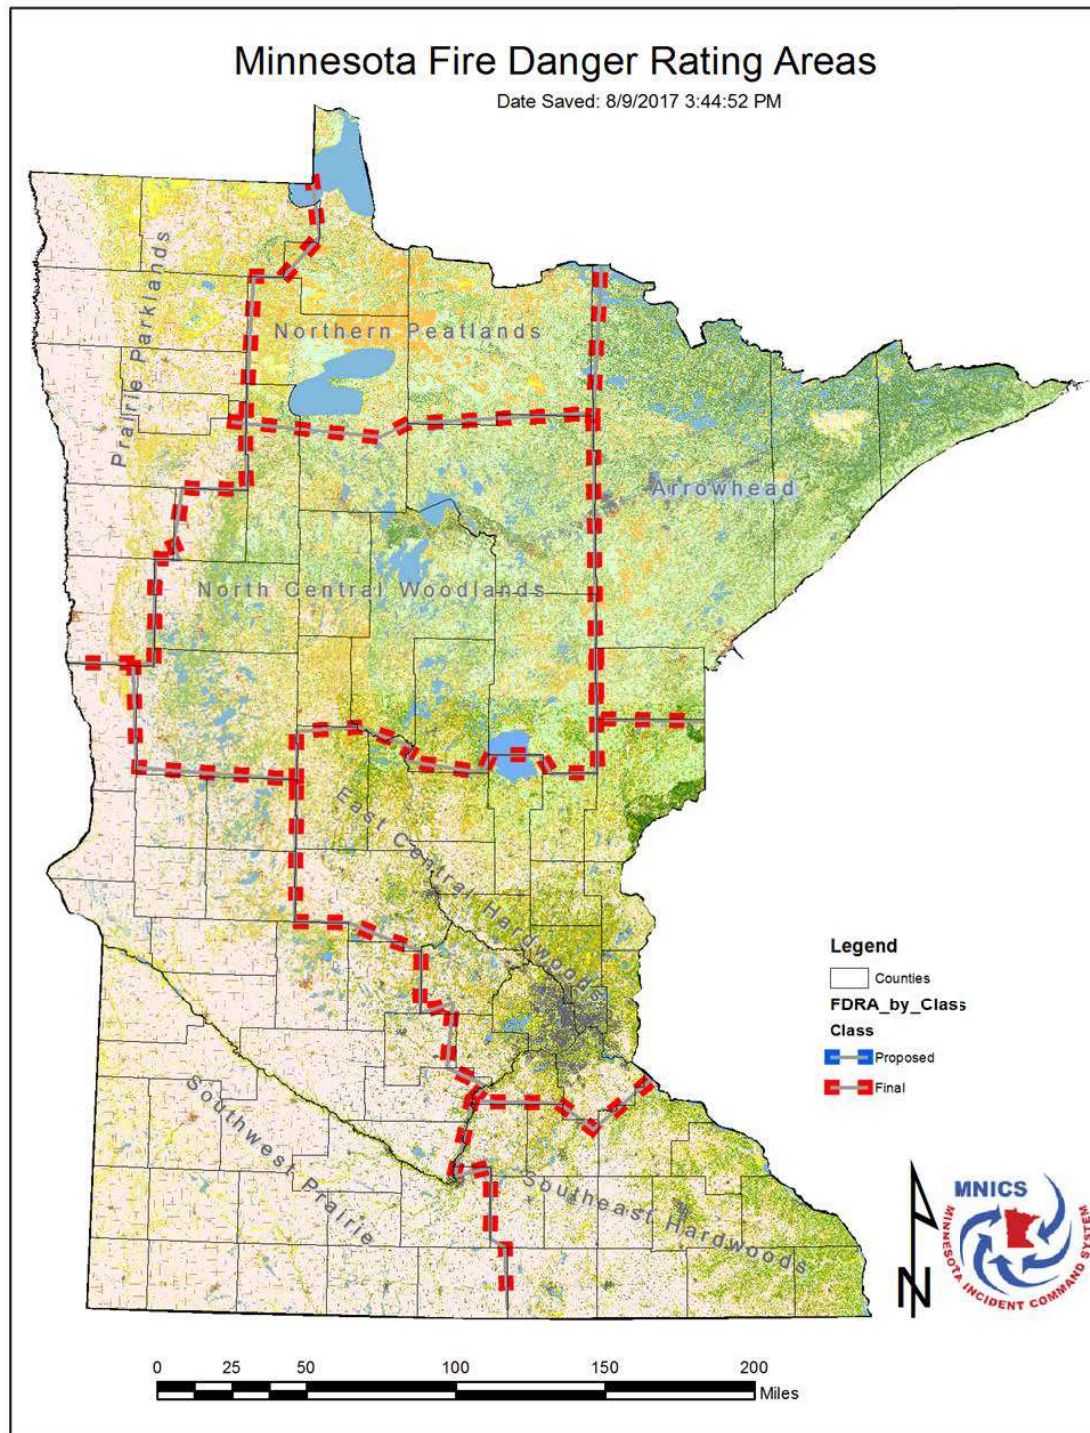 Minnesota Fire Danger Rating Areas
Date Saved: 8/9/2017 3:44:52 PM
Prairie Parklands
Northern Peatlands
Arrowhead
North Central Woodlands
East Central Hardwoods
Southwest Prairie
Southeast Hardwoods
Legend
Counties
FDRA_by_Class
Class
Proposed
Final
N
MNICS
MINNESOTA INCIDENT COMMAND SYSTEM
0 25 50 100 150 200
Miles